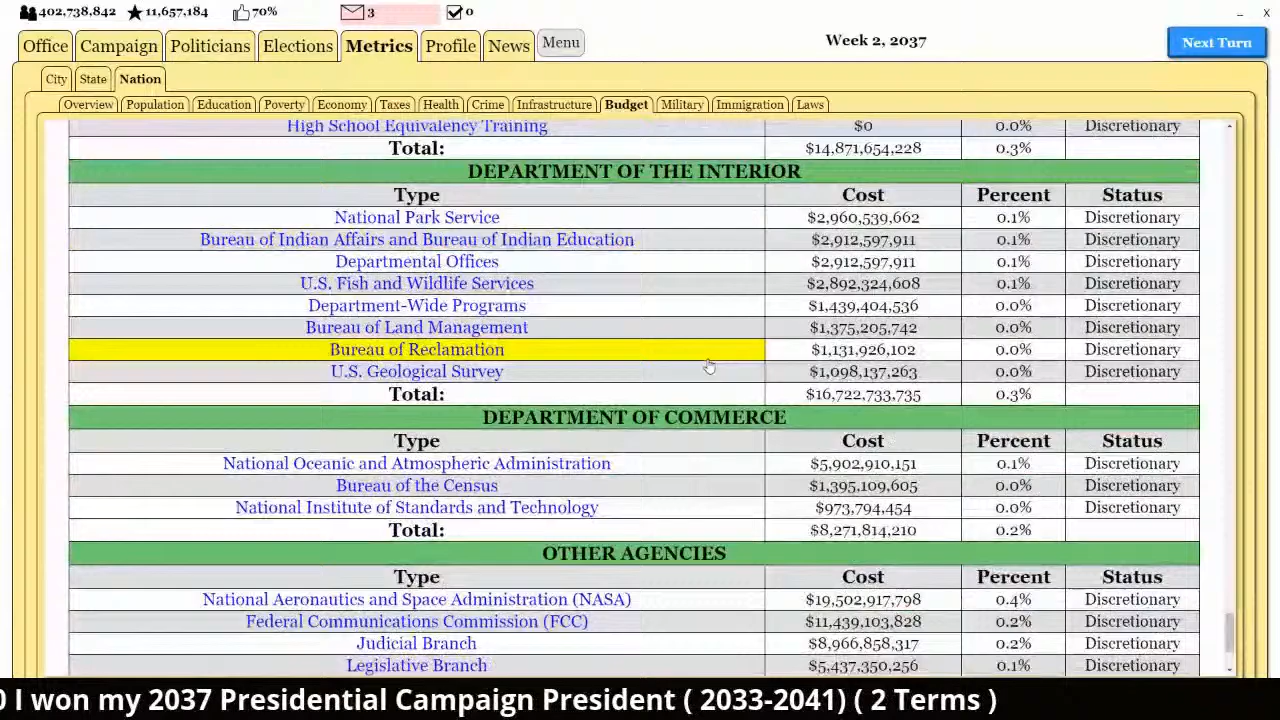 402,738,842 11,657,184 70% 3 0
– X
Office Campaign Politicians Elections Metrics Profile News Menu Week 2, 2037 Next Turn
City State Nation
Overview Population Education Poverty Economy Taxes Health Crime Infrastructure Budget Military Immigration Laws
High School Equivalency Training $0 0.0% Discretionary
Total: $14,871,654,228 0.3%
DEPARTMENT OF THE INTERIOR
Type Cost Percent Status
National Park Service $2,960,539,662 0.1% Discretionary
Bureau of Indian Affairs and Bureau of Indian Education $2,912,597,911 0.1% Discretionary
Departmental Offices $2,912,597,911 0.1% Discretionary
U.S. Fish and Wildlife Services $2,892,324,608 0.1% Discretionary
Department-Wide Programs $1,439,404,536 0.0% Discretionary
Bureau of Land Management $1,375,205,742 0.0% Discretionary
Bureau of Reclamation $1,131,926,102 0.0% Discretionary
U.S. Geological Survey $1,098,137,263 0.0% Discretionary
Total: $16,722,733,735 0.3%
DEPARTMENT OF COMMERCE
Type Cost Percent Status
National Oceanic and Atmospheric Administration $5,902,910,151 0.1% Discretionary
Bureau of the Census $1,395,109,605 0.0% Discretionary
National Institute of Standards and Technology $973,794,454 0.0% Discretionary
Total: $8,271,814,210 0.2%
OTHER AGENCIES
Type Cost Percent Status
National Aeronautics and Space Administration (NASA) $19,502,917,798 0.4% Discretionary
Federal Communications Commission (FCC) $11,439,103,828 0.2% Discretionary
Judicial Branch $8,966,858,317 0.2% Discretionary
Legislative Branch $5,437,350,256 0.1% Discretionary
I won my 2037 Presidential Campaign President ( 2033-2041) ( 2 Terms )